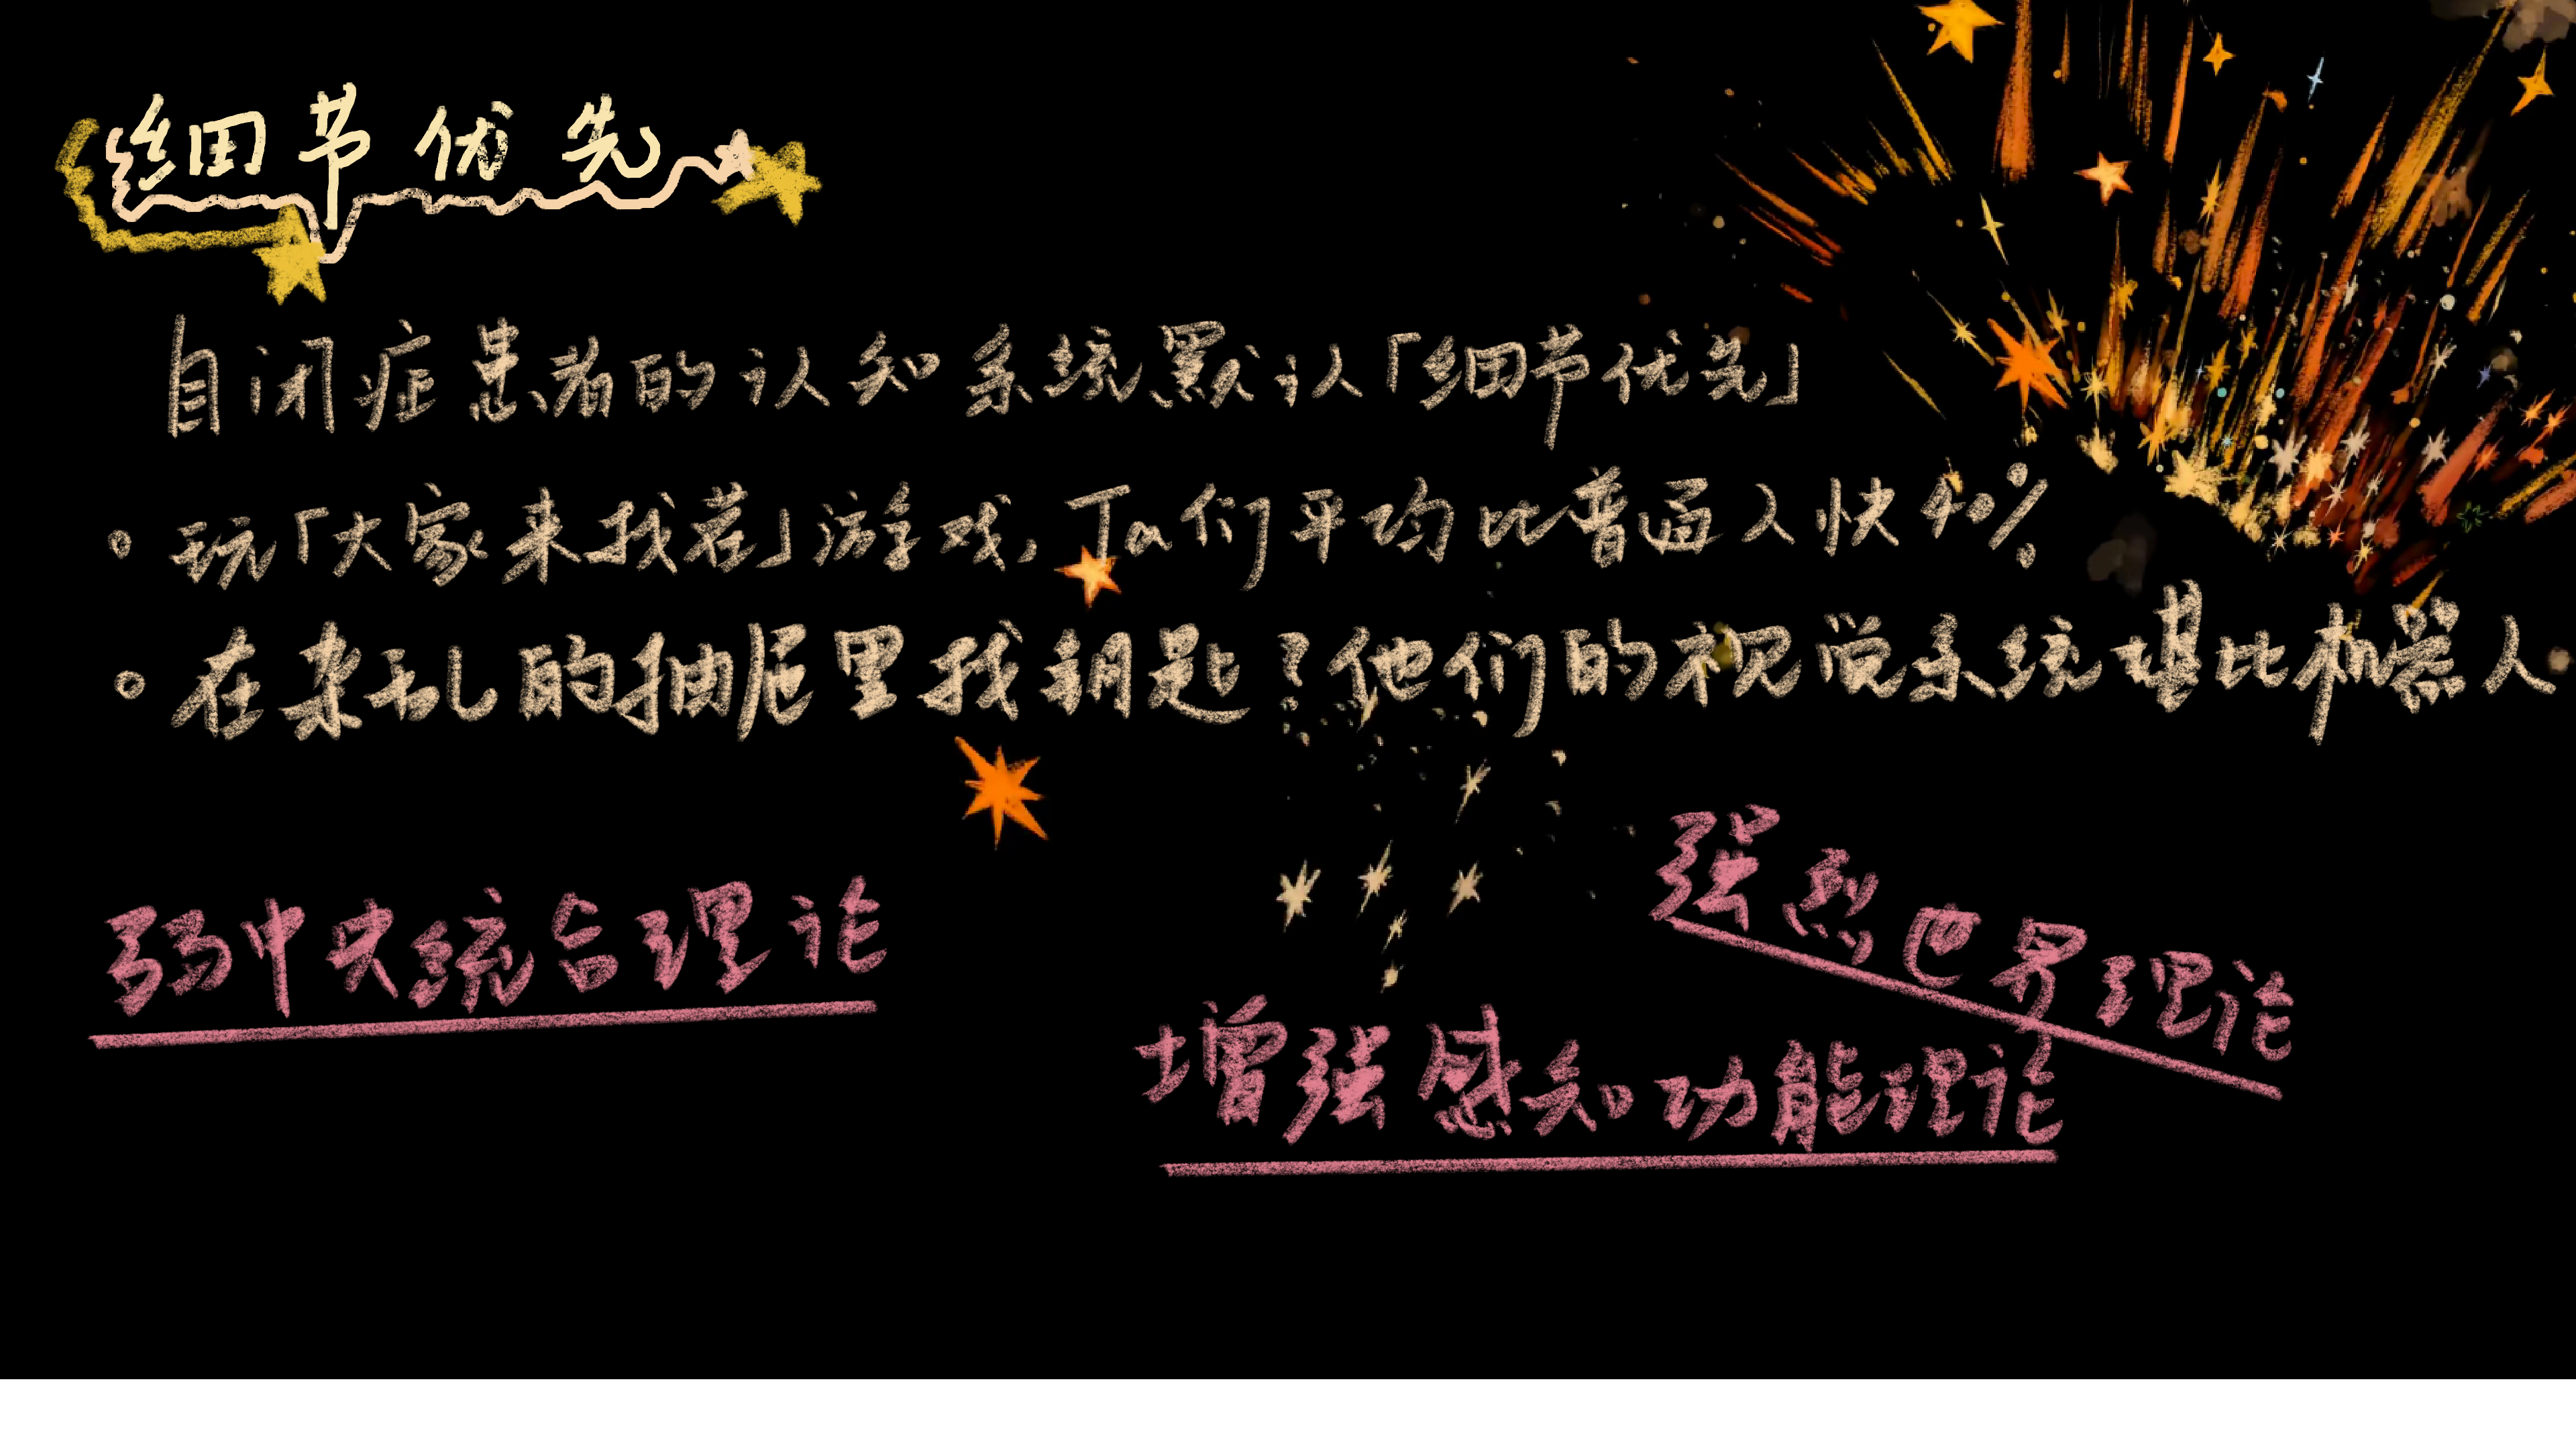 细节优先
自闭症患者的认知系统默认「细节优先」
。玩「大家来找茬」游戏，Ta们平均比普通人快40%
。在杂乱的抽屉里找钥匙？他们的视觉系统堪比机器人
弱中央统合理论
强烈世界理论
增强感知功能理论